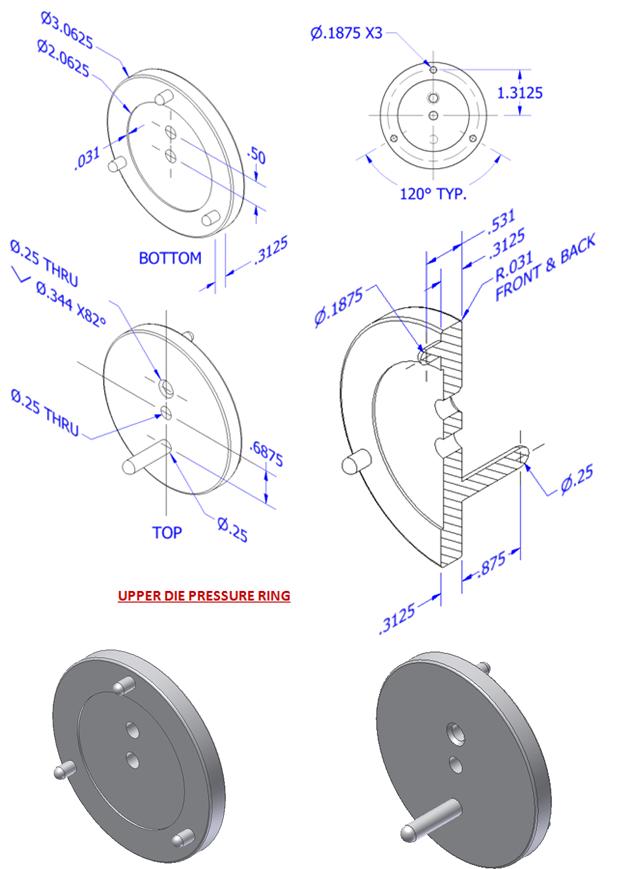 Ø3.0625
Ø2.0625
.031
.50
.3125
BOTTOM
Ø.1875 X3
1.3125
120° TYP.
Ø.25 THRU
Ø.344 X82°
Ø.25 THRU
.6875
Ø.25
TOP
.531
.3125
R.031
FRONT & BACK
Ø.1875
Ø.25
.875
.3125
UPPER DIE PRESSURE RING